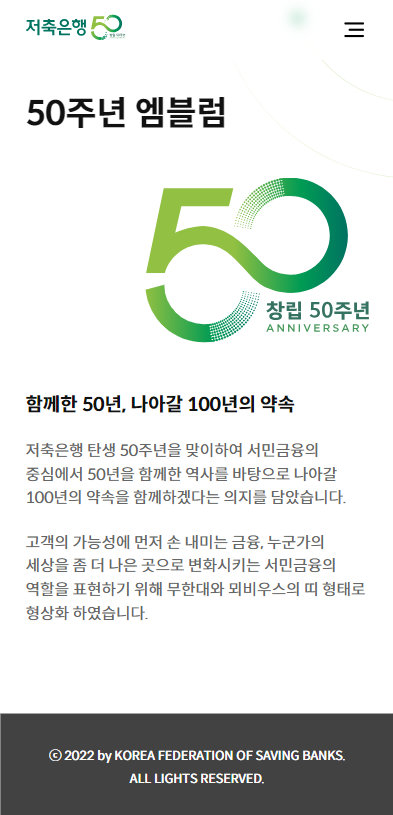 저축은행 50 창립 50주년
50주년 엠블럼
50
창립 50주년
ANNIVERSARY
함께한 50년, 나아갈 100년의 약속
저축은행 탄생 50주년을 맞이하여 서민금융의
중심에서 50년을 함께한 역사를 바탕으로 나아갈
100년의 약속을 함께하겠다는 의지를 담았습니다.
고객의 가능성에 먼저 손 내미는 금융, 누군가의
세상을 좀 더 나은 곳으로 변화시키는 서민금융의
역할을 표현하기 위해 무한대와 뫼비우스의 띠 형태로
형상화 하였습니다.
ⓒ 2022 by KOREA FEDERATION OF SAVING BANKS.
ALL LIGHTS RESERVED.